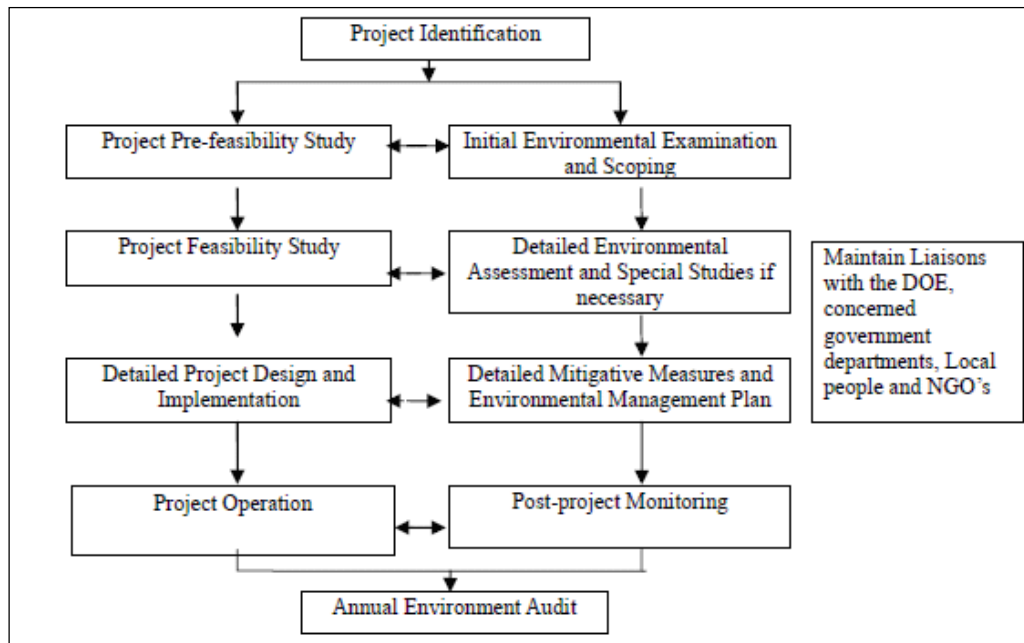 Project Identification
Project Pre-feasibility Study
Initial Environmental Examination
and Scoping
Project Feasibility Study
Detailed Environmental
Assessment and Special Studies if
necessary
Maintain Liaisons
with the DOE,
concerned
government
departments, Local
people and NGO's
Detailed Project Design and
Implementation
Detailed Mitigative Measures and
Environmental Management Plan
Project Operation
Post-project Monitoring
Annual Environment Audit